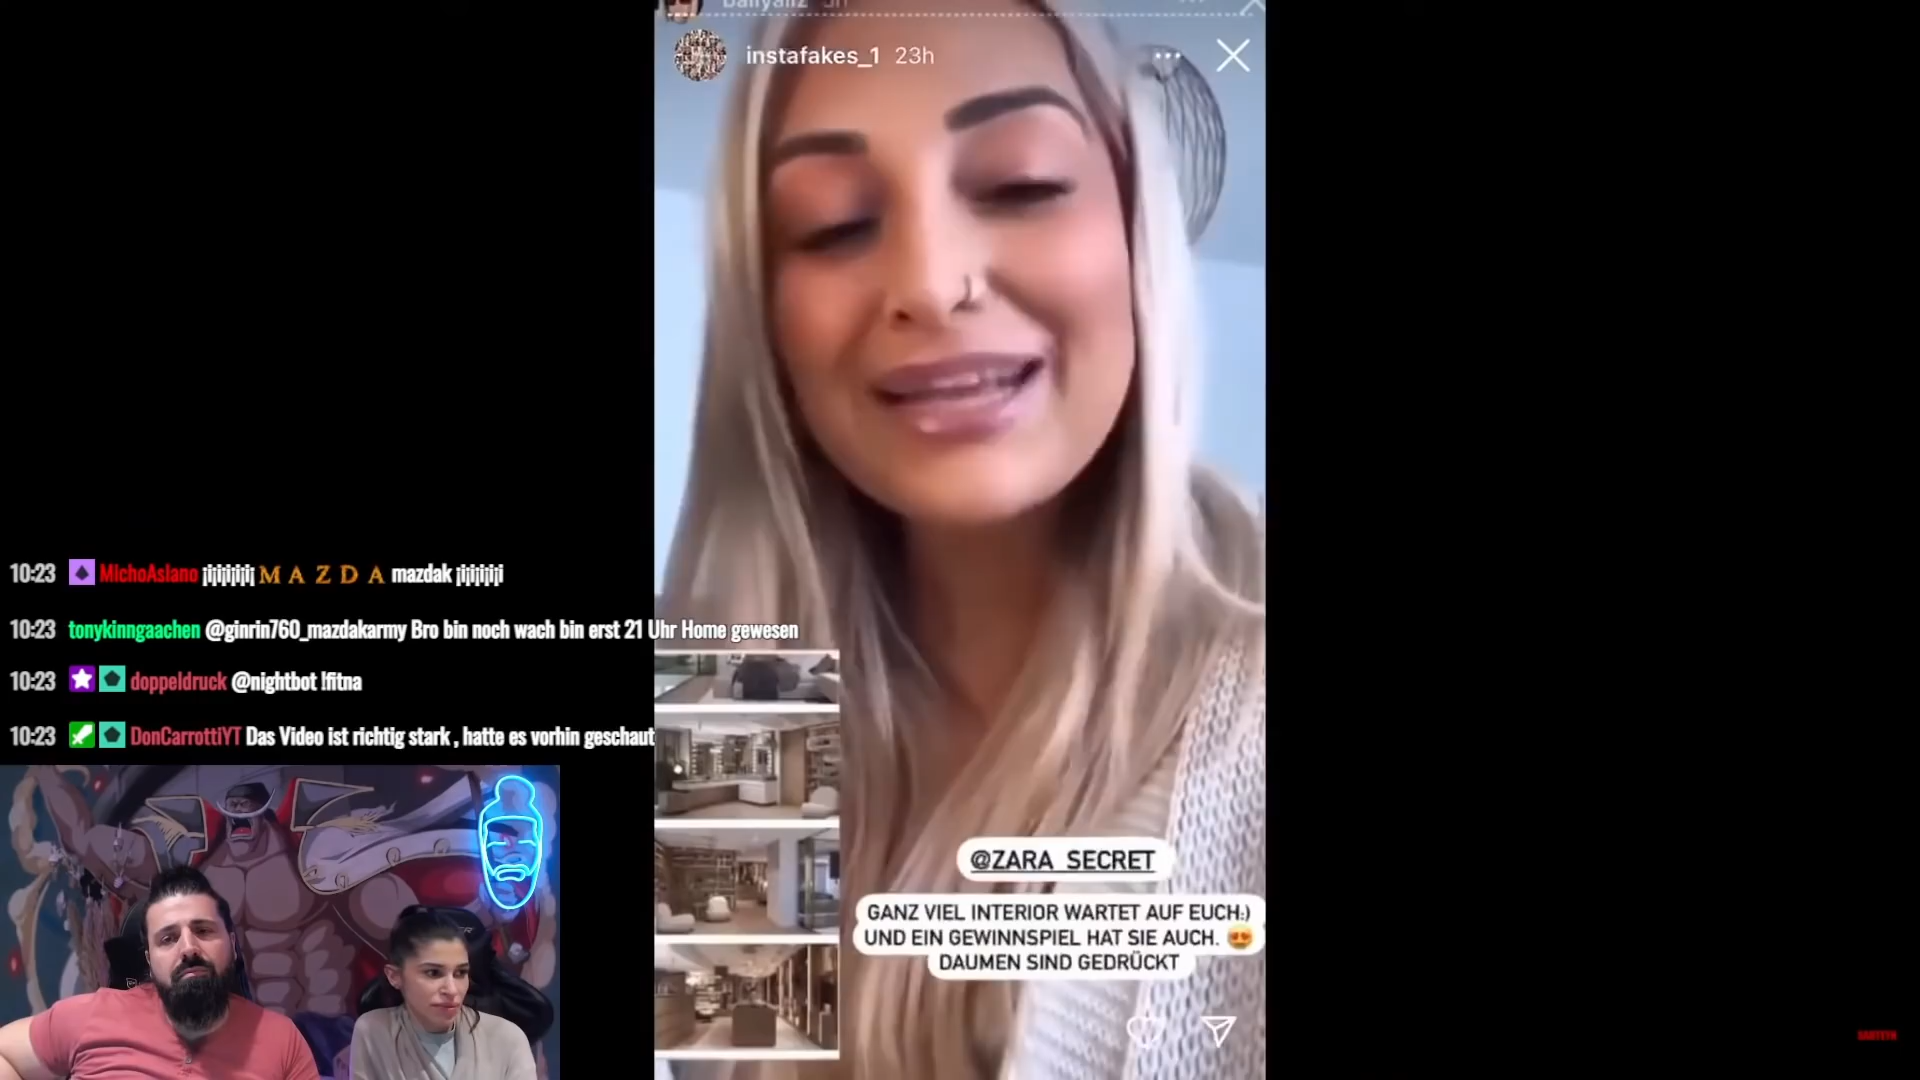 instafakes_1 23h
10:23 MichoAslano ¡i¡i¡i¡i¡i¡ M A Z D A mazdak ¡i¡i¡i¡i¡i
10:23 tonykinngaachen @ginrin760_mazdakarmy Bro bin noch wach bin erst 21 Uhr Home gewesen
10:23 doppeldruck @nightbot !fitna
10:23 DonCarrottiYT Das Video ist richtig stark , hatte es vorhin geschaut
@ZARA_SECRET
GANZ VIEL INTERIOR WARTET AUF EUCH:)
UND EIN GEWINNSPIEL HAT SIE AUCH. 😍
DAUMEN SIND GEDRÜCKT